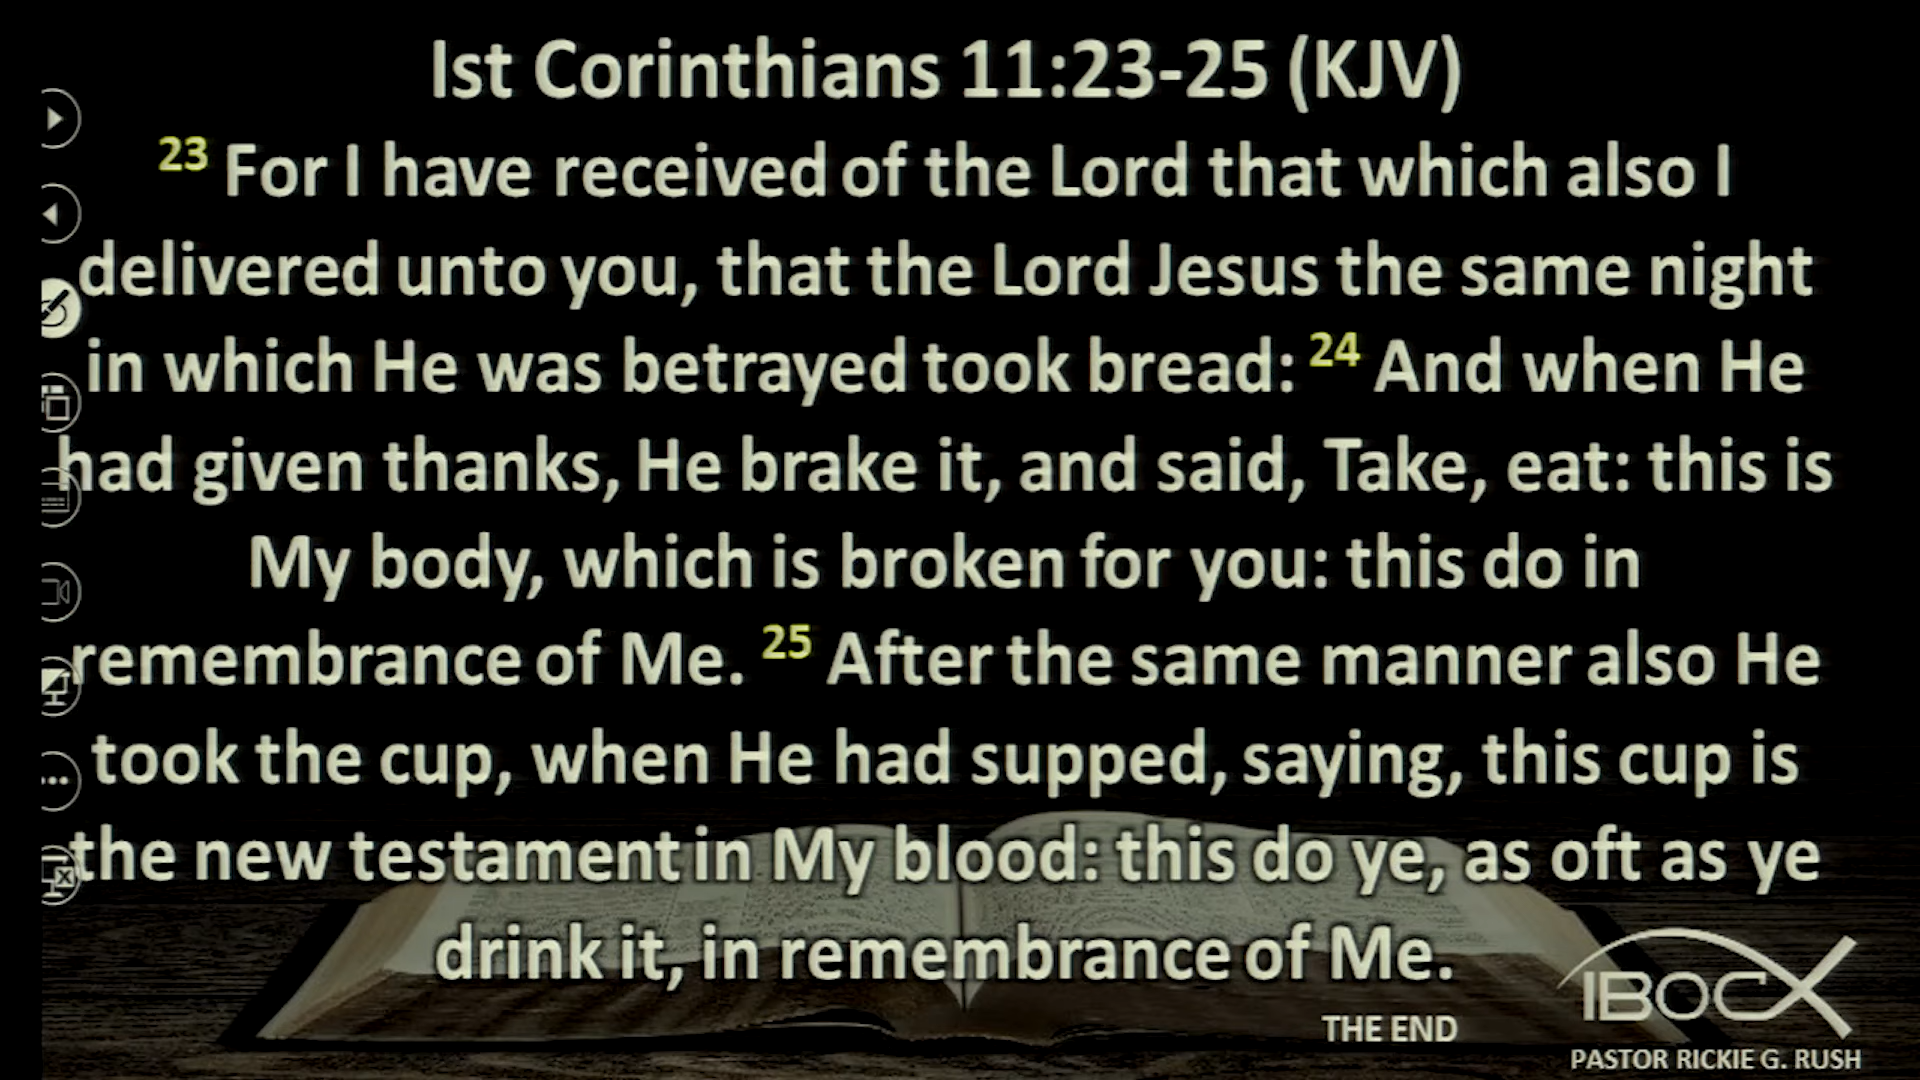 Ist Corinthians 11:23-25 (KJV)
23 For I have received of the Lord that which also I
delivered unto you, that the Lord Jesus the same night
in which He was betrayed took bread: 24 And when He
had given thanks, He brake it, and said, Take, eat: this is
My body, which is broken for you: this do in
remembrance of Me. 25 After the same manner also He
took the cup, when He had supped, saying, this cup is
the new testament in My blood: this do ye, as oft as ye
drink it, in remembrance of Me.
THE END
IBOC
PASTOR RICKIE G. RUSH